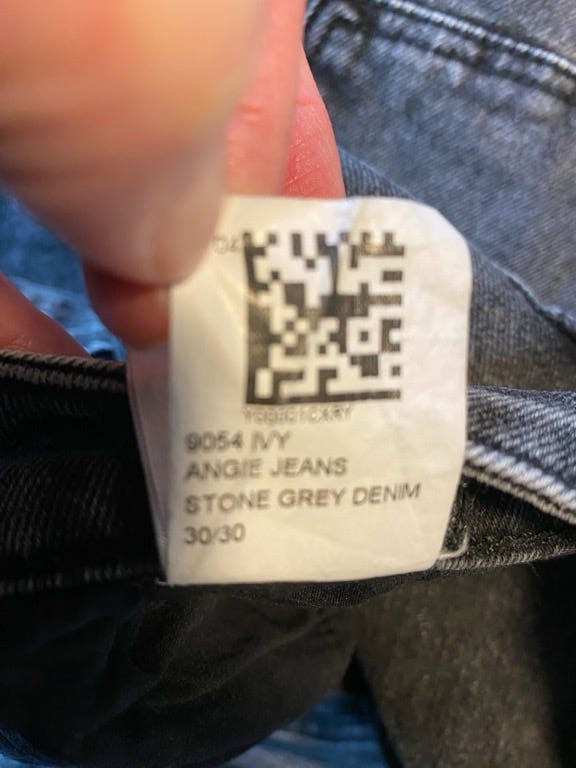 9054 IVY
ANGIE JEANS
STONE GREY DENIM
30/30